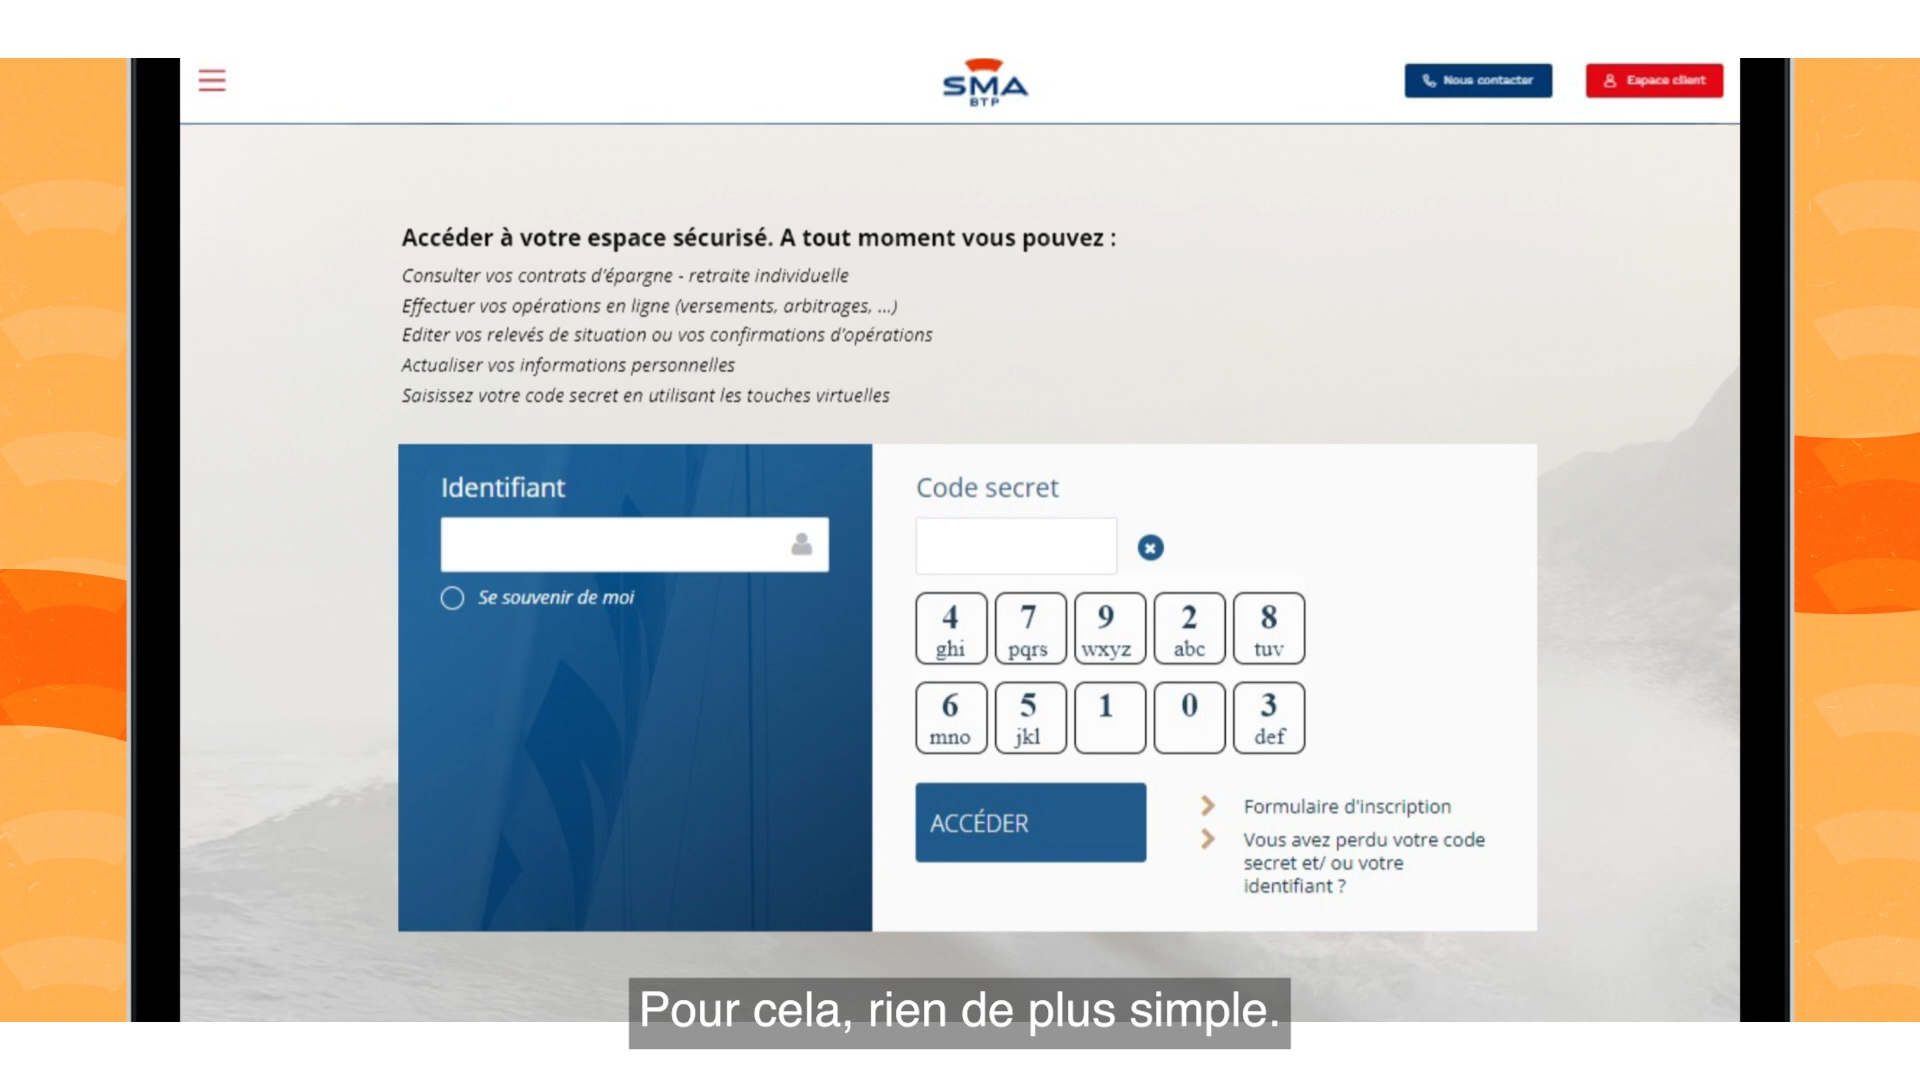 SMA
BTP
Nous contacter
Espace client
Accéder à votre espace sécurisé. A tout moment vous pouvez :
Consulter vos contrats d'épargne - retraite individuelle
Effectuer vos opérations en ligne (versements, arbitrages, ...)
Editer vos relevés de situation ou vos confirmations d'opérations
Actualiser vos informations personnelles
Saisissez votre code secret en utilisant les touches virtuelles
Identifiant
Se souvenir de moi
Code secret
4 7 9 2 8
ghi pqrs wxyz abc tuv
6 5 1 0 3
mno jkl def
ACCÉDER
Formulaire d'inscription
Vous avez perdu votre code
secret et/ ou votre
identifiant ?
Pour cela, rien de plus simple.